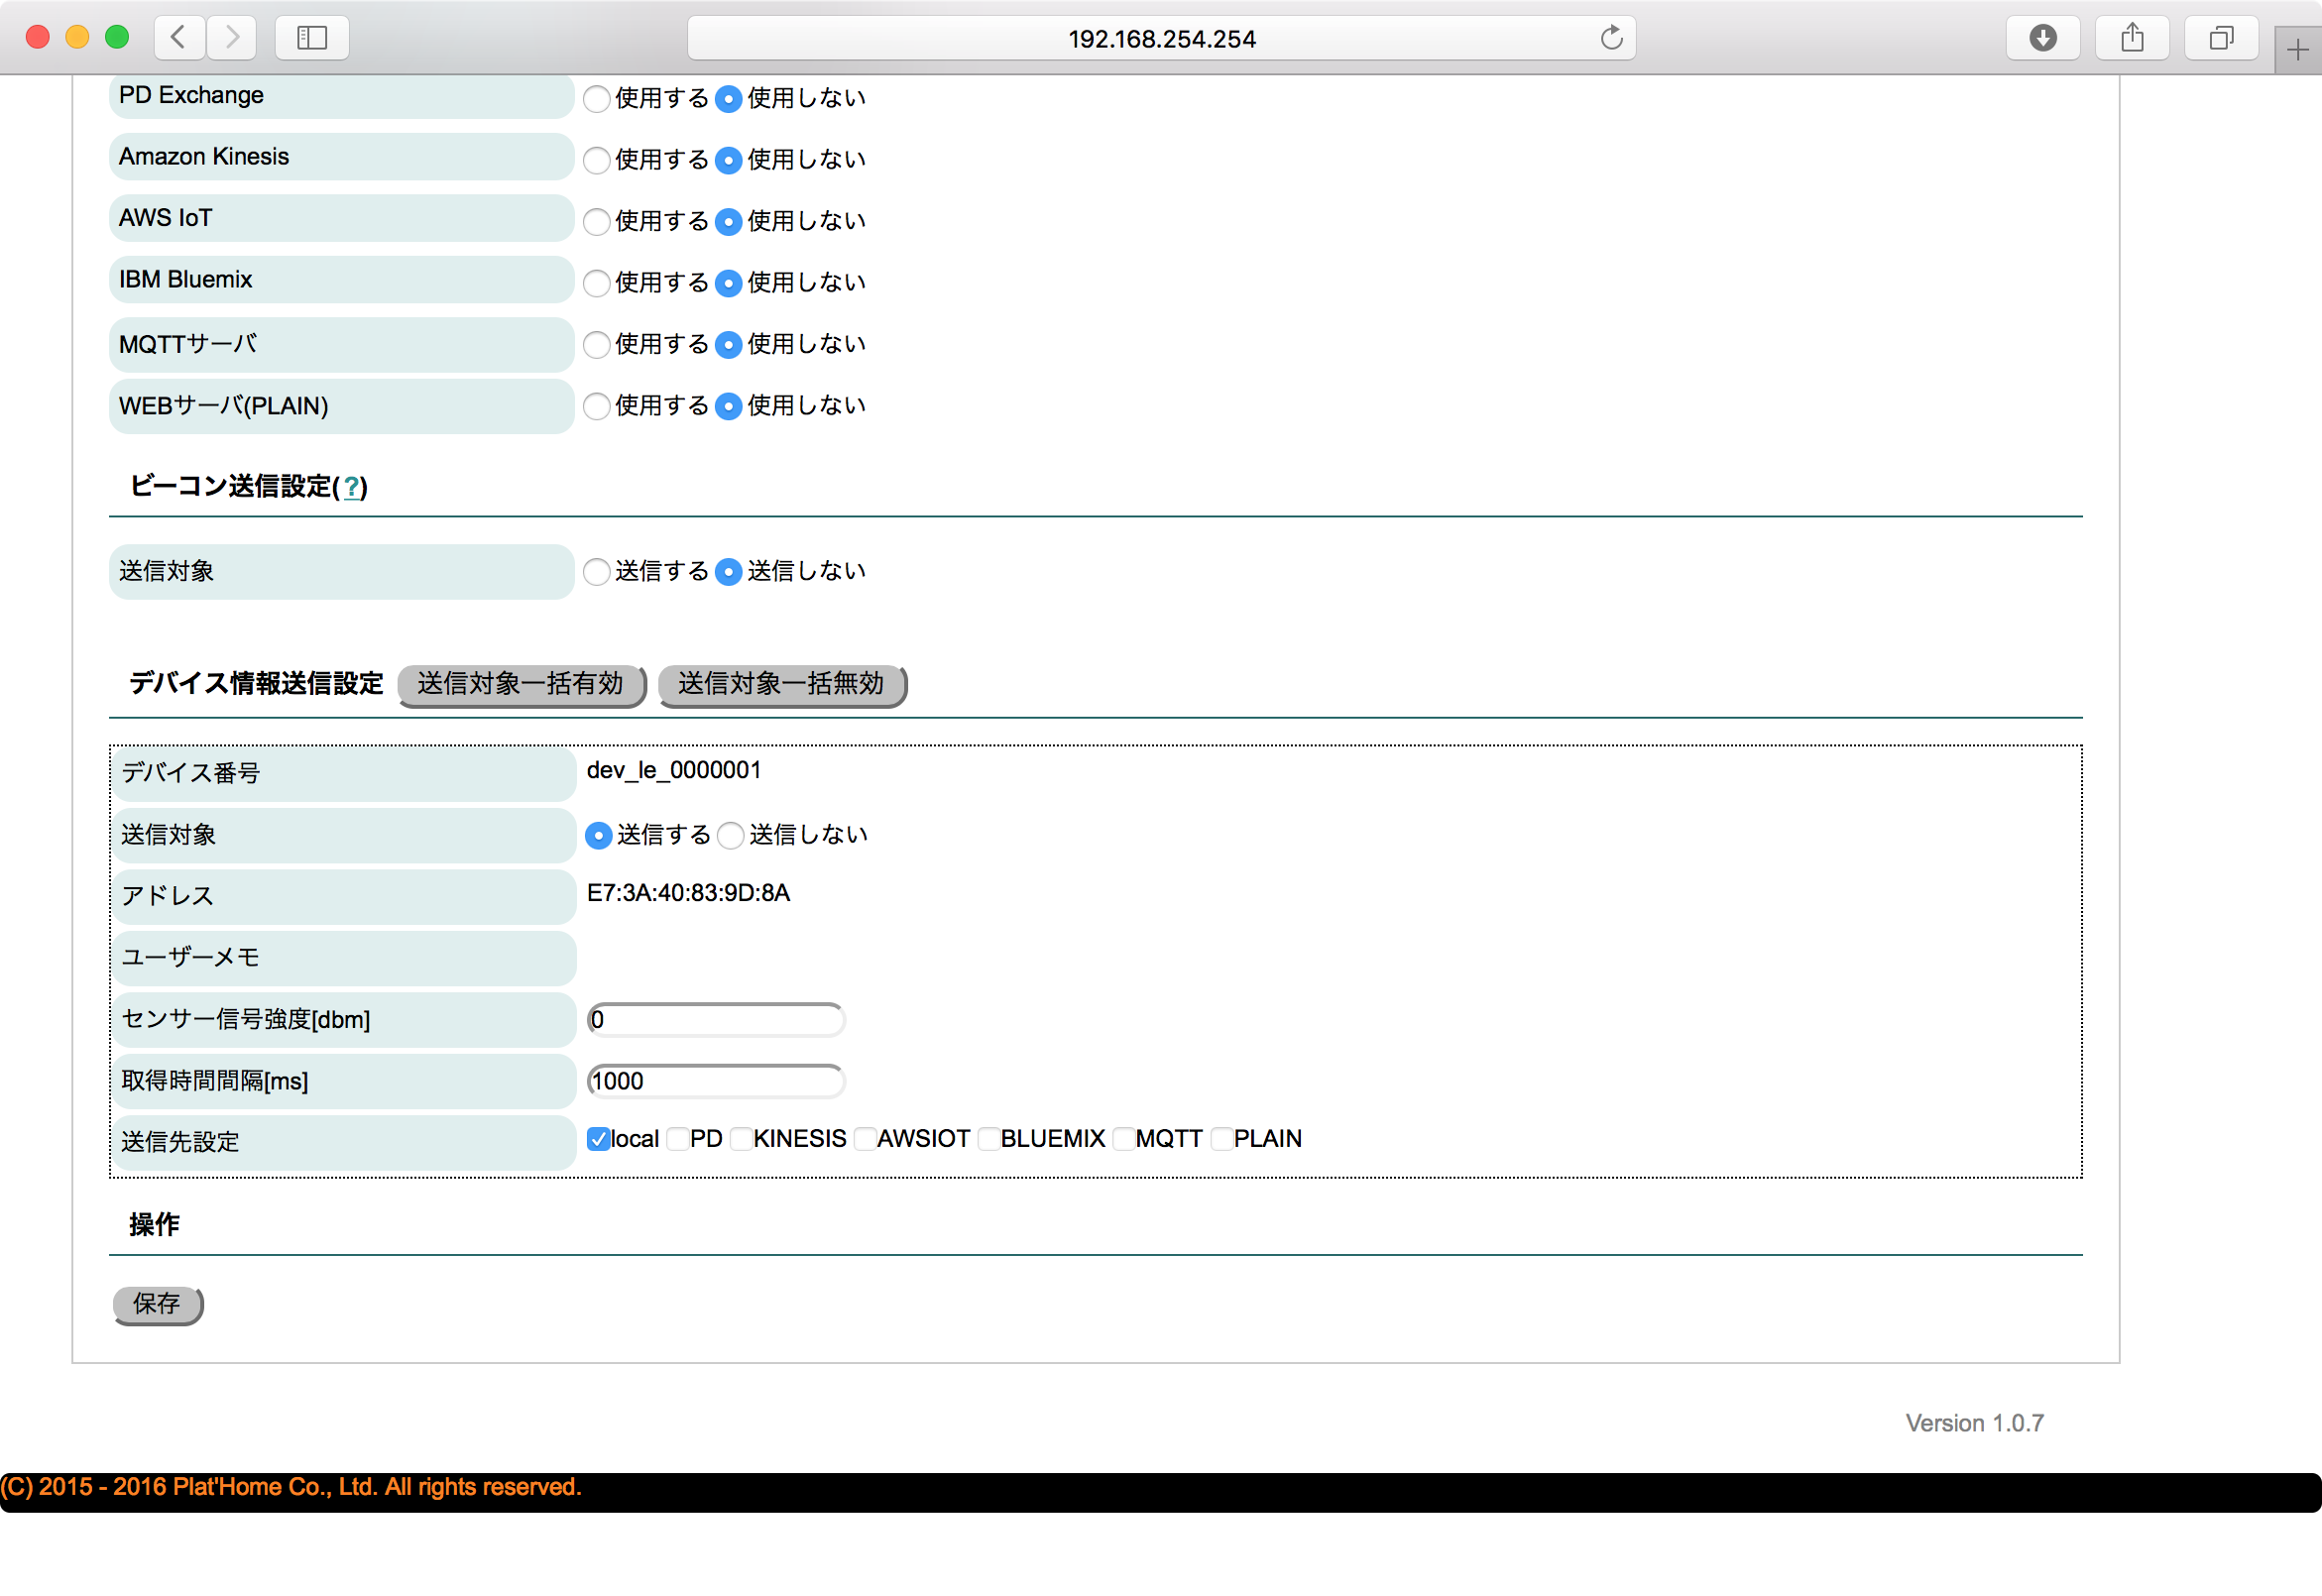 192.168.254.254
PD Exchange 使用する 使用しない
Amazon Kinesis 使用する 使用しない
AWS IoT 使用する 使用しない
IBM Bluemix 使用する 使用しない
MQTTサーバ 使用する 使用しない
WEBサーバ(PLAIN) 使用する 使用しない
ビーコン送信設定(?)
送信対象 送信する 送信しない
デバイス情報送信設定 送信対象一括有効 送信対象一括無効
デバイス番号 dev_le_0000001
送信対象 送信する 送信しない
アドレス E7:3A:40:83:9D:8A
ユーザーメモ
センサー信号強度[dbm] 0
取得時間間隔[ms] 1000
送信先設定 local PD KINESIS AWSIOT BLUEMIX MQTT PLAIN
操作
保存
Version 1.0.7
(C) 2015 - 2016 Plat'Home Co., Ltd. All rights reserved.